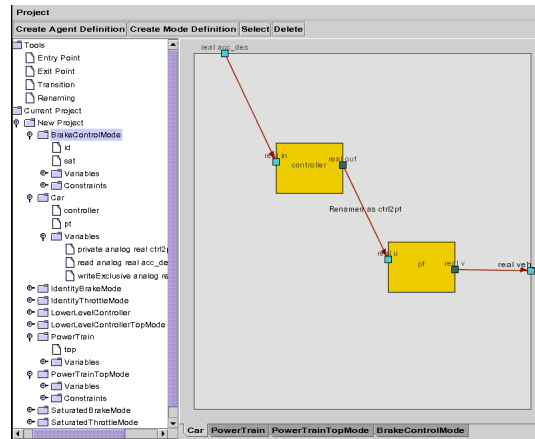 Project
Create Agent Definition Create Mode Definition Select Delete
Tools
Entry Point
Exit Point
Transition
Renaming
Current Project
New Project
BrakeControlMode
id
sat
Variables
Constraints
Car
controller
pt
Variables
private analog real ctrl2
read analog real acc_de
writeExclusive analog re
IdentityBrakeMode
IdentityThrottleMode
LowerLevelController
LowerLevelControllerTopMode
PowerTrain
top
Variables
PowerTrainTopMode
Variables
Constraints
SaturatedBrakeMode
SaturatedThrottleMode
real acc_des
real in
controller
real out
Renamed as ctrl2pt
real u
pt
real v
real veh
Car PowerTrain PowerTrainTopMode BrakeControlMode